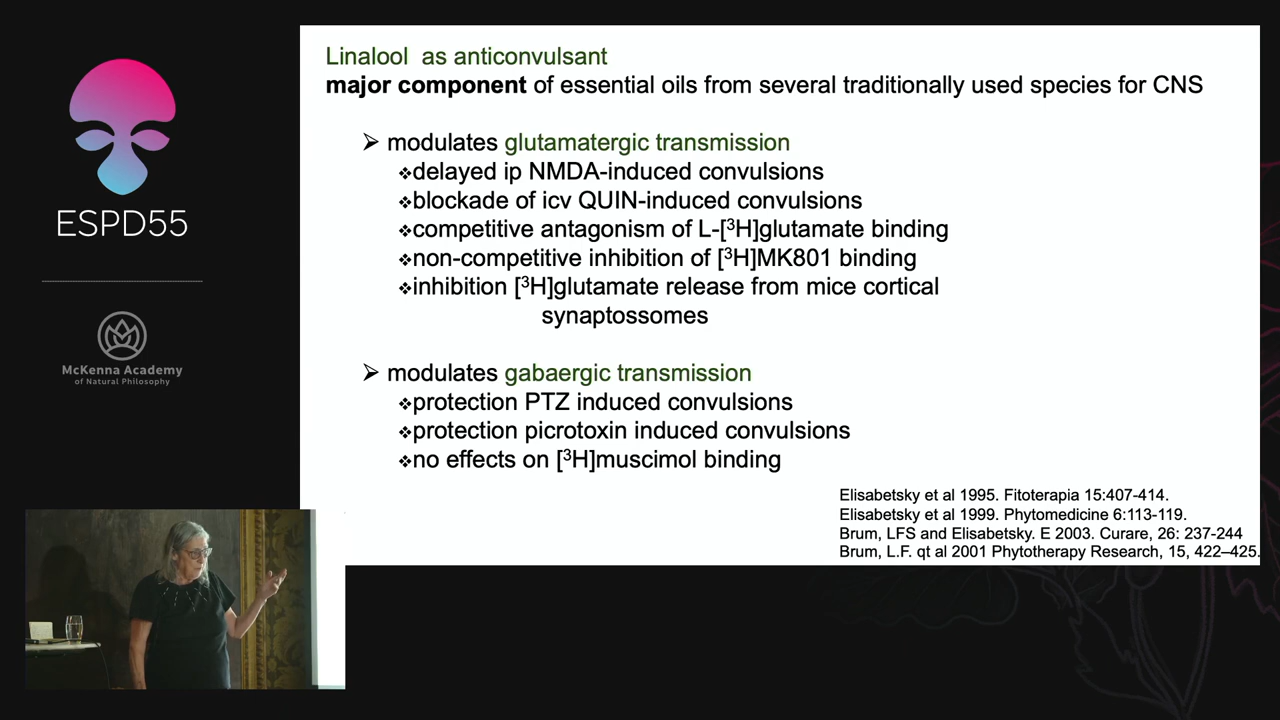 ESPD55
McKenna Academy
of Natural Philosophy
Linalool as anticonvulsant
major component of essential oils from several traditionally used species for CNS
➢ modulates glutamatergic transmission
❖delayed ip NMDA-induced convulsions
❖blockade of icv QUIN-induced convulsions
❖competitive antagonism of L-[³H]glutamate binding
❖non-competitive inhibition of [³H]MK801 binding
❖inhibition [³H]glutamate release from mice cortical
synaptossomes
➢ modulates gabaergic transmission
❖protection PTZ induced convulsions
❖protection picrotoxin induced convulsions
❖no effects on [³H]muscimol binding
Elisabetsky et al 1995. Fitoterapia 15:407-414.
Elisabetsky et al 1999. Phytomedicine 6:113-119.
Brum, LFS and Elisabetsky. E 2003. Curare, 26: 237-244
Brum, L.F. qt al 2001 Phytotherapy Research, 15, 422–425.